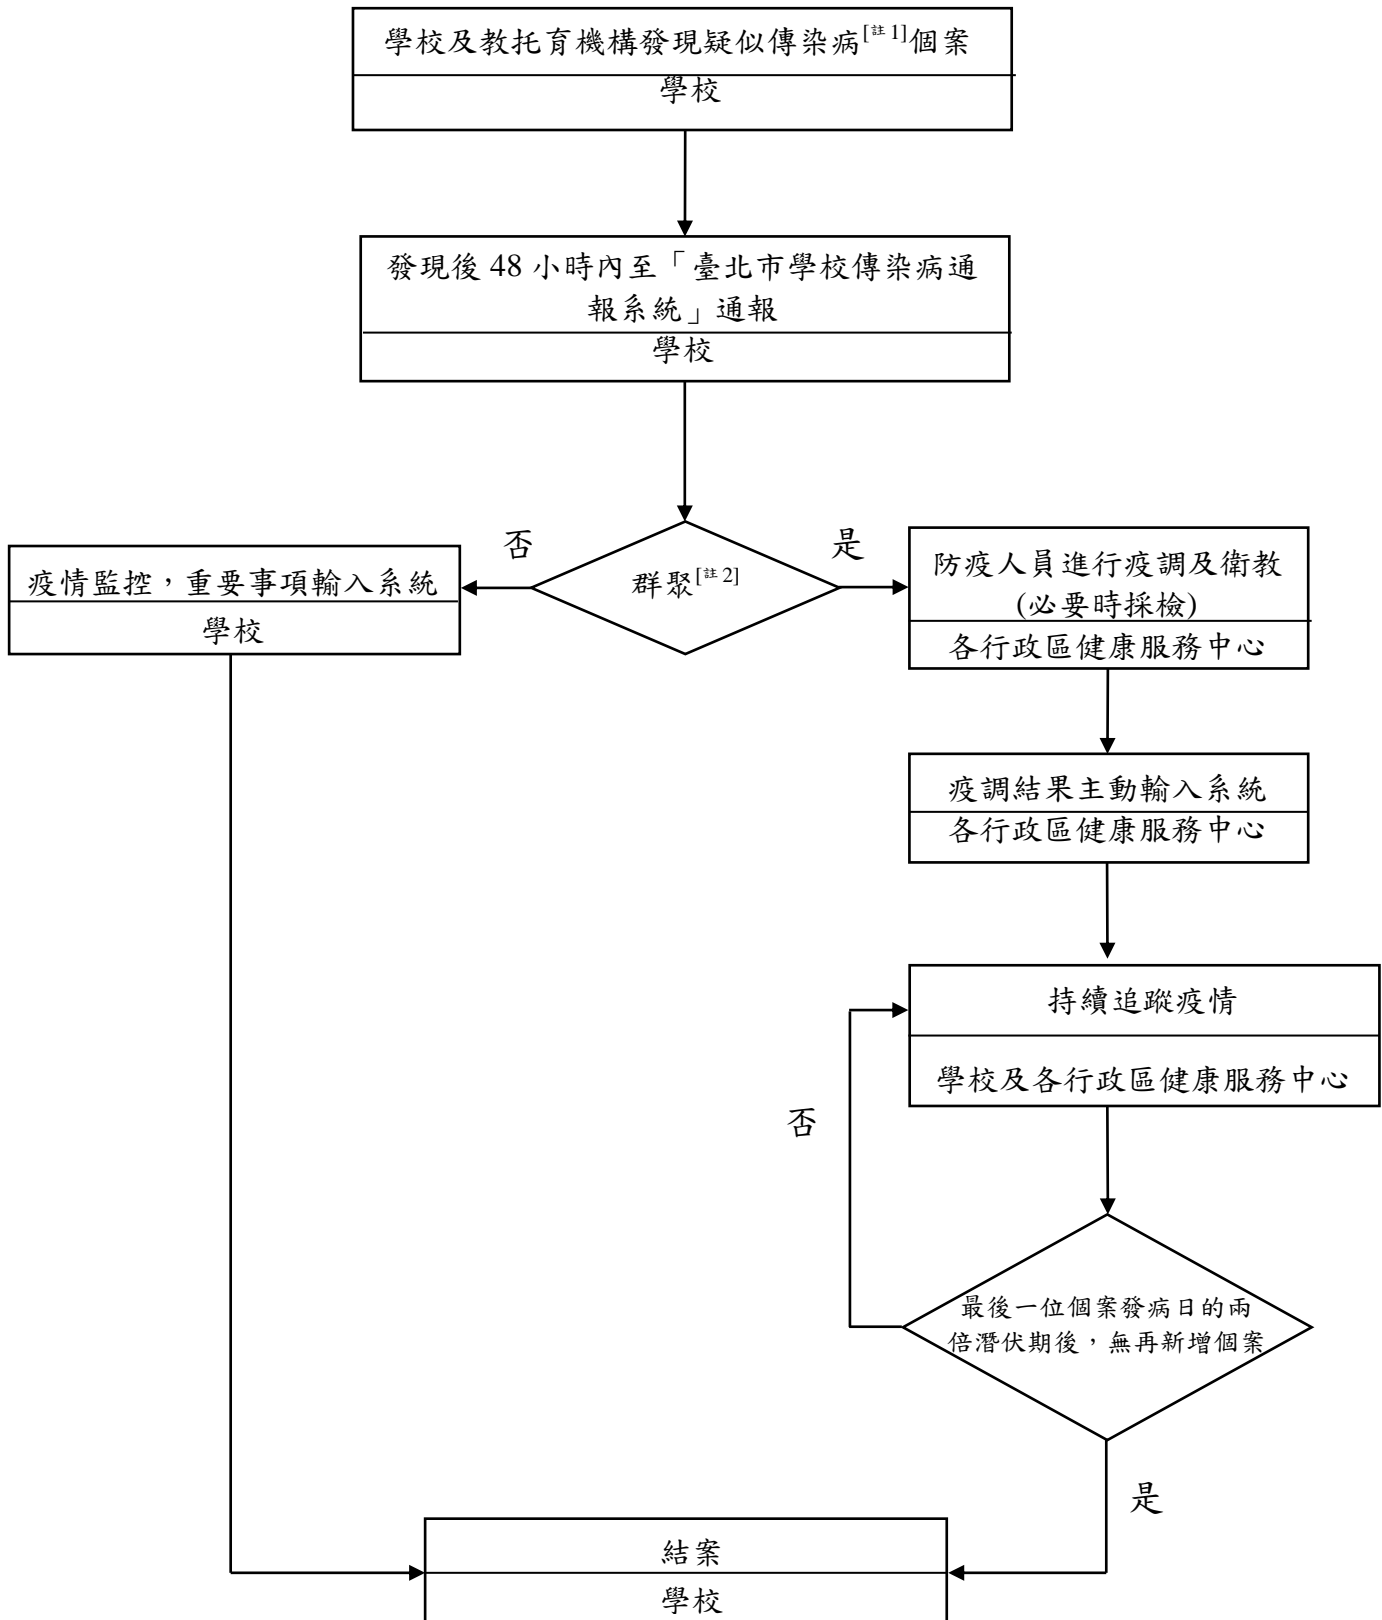 學校及教托育機構發現疑似傳染病[註 1]個案
學校
發現後 48 小時內至「臺北市學校傳染病通
報系統」通報
學校
否
是
群聚[註 2]
疫情監控，重要事項輸入系統
學校
防疫人員進行疫調及衛教
(必要時採檢)
各行政區健康服務中心
疫調結果主動輸入系統
各行政區健康服務中心
持續追蹤疫情
學校及各行政區健康服務中心
否
最後一位個案發病日的兩
倍潛伏期後，無再新增個案
是
結案
學校